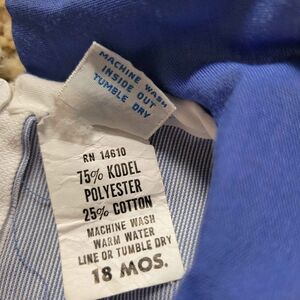 MACHINE WASH
INSIDE OUT
TUMBLE DRY
RN 14610
75% KODEL
POLYESTER
25% COTTON
MACHINE WASH
WARM WATER
LINE OR TUMBLE DRY
18 MOS.